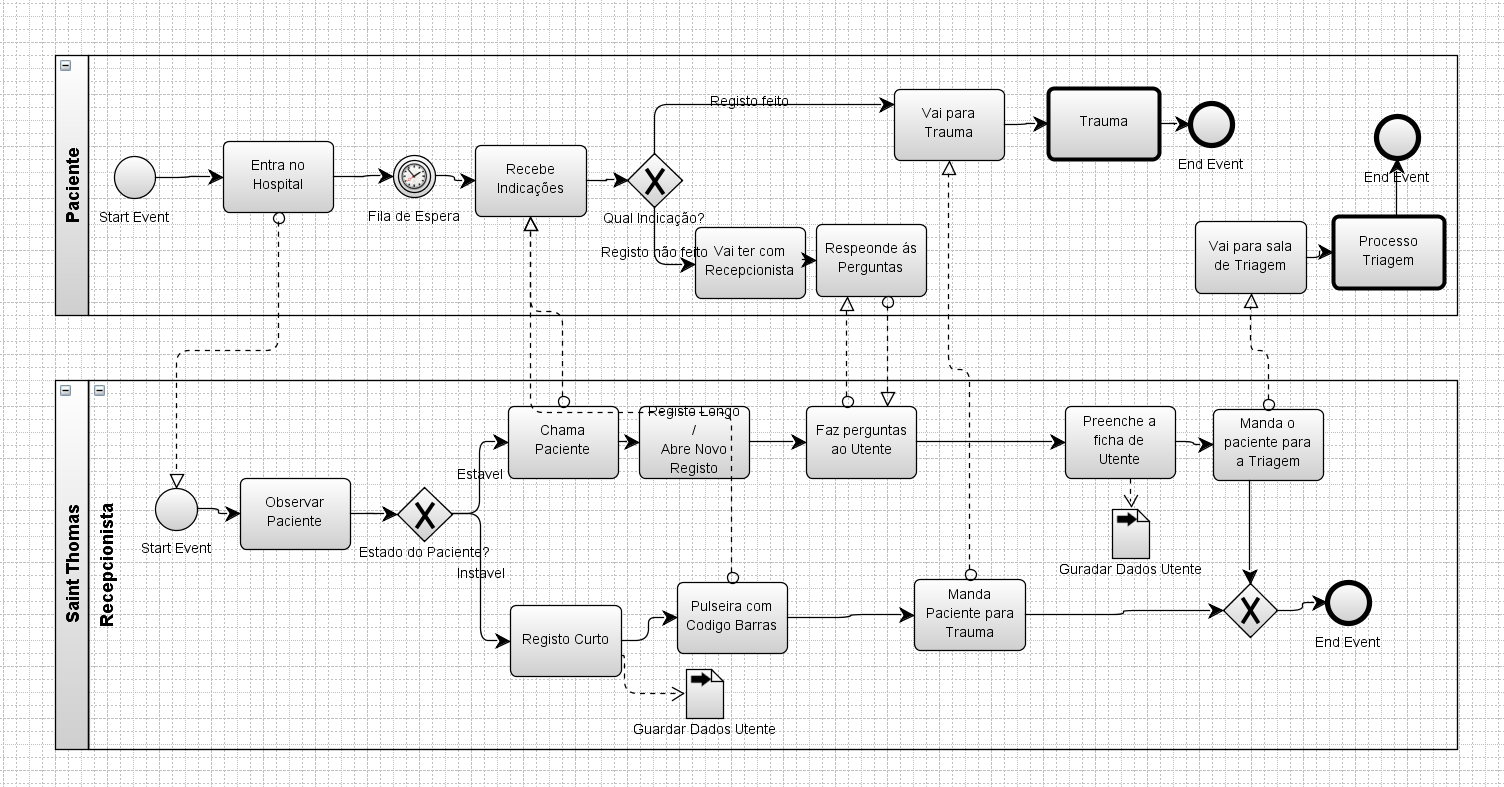 Paciente
Start Event
Entra no
Hospital
Fila de Espera
Recebe
Indicações
Qual Indicação?
Registo feito
Registo não feito
Vai ter com
Recepcionista
Respeonde ás
Perguntas
Vai para
Trauma
Trauma
End Event
Vai para sala
de Triagem
Processo
Triagem
End Event
Saint Thomas
Recepcionista
Start Event
Observar
Paciente
Estado do Paciente?
Estavel
Instavel
Chama
Paciente
Registo Longo
/
Abre Novo
Registo
Faz perguntas
ao Utente
Preenche a
ficha de
Utente
Guradar Dados Utente
Manda o
paciente para
a Triagem
Registo Curto
Guardar Dados Utente
Pulseira com
Codigo Barras
Manda
Paciente para
Trauma
End Event